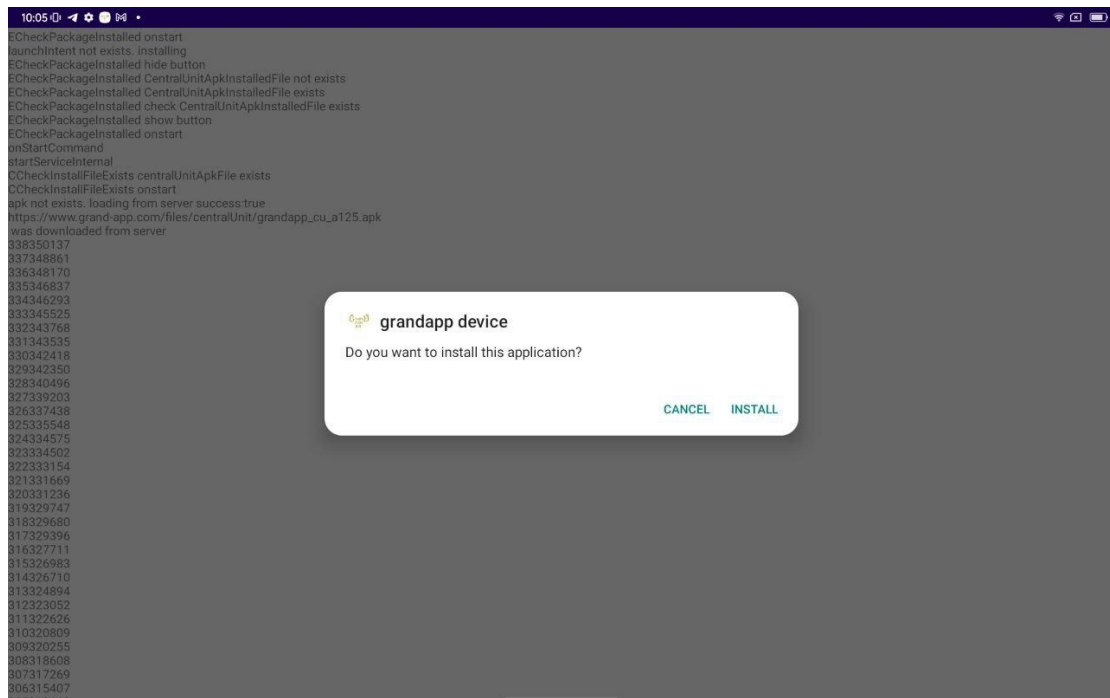 10:05
ECheckPackageInstalled onstart
launchIntent not exists. installing
ECheckPackageInstalled hide button
ECheckPackageInstalled CentralUnitApkInstalledFile not exists
ECheckPackageInstalled CentralUnitApkInstalledFile exists
ECheckPackageInstalled check CentralUnitApkInstalledFile exists
ECheckPackageInstalled show button
ECheckPackageInstalled onstart
onStartCommand
startServiceInternal
CCheckInstallFileExists centralUnitApkFile exists
CCheckInstallFileExists onstart
apk not exists. loading from server success:true
https://www.grand-app.com/files/centralUnit/grandapp_cu_a125.apk
was downloaded from server
338350137
337348861
336348170
335346837
334346293
333345525
332343768
331343535
330342418
329342350
328340496
327339203
326337438
325335548
324334575
323334502
322333154
321331669
320331236
319329747
318329680
317329396
316327711
315326983
314326710
313324894
312323052
311322626
310320809
309320255
308318608
307317269
306315407
grandapp device
Do you want to install this application?
CANCEL INSTALL